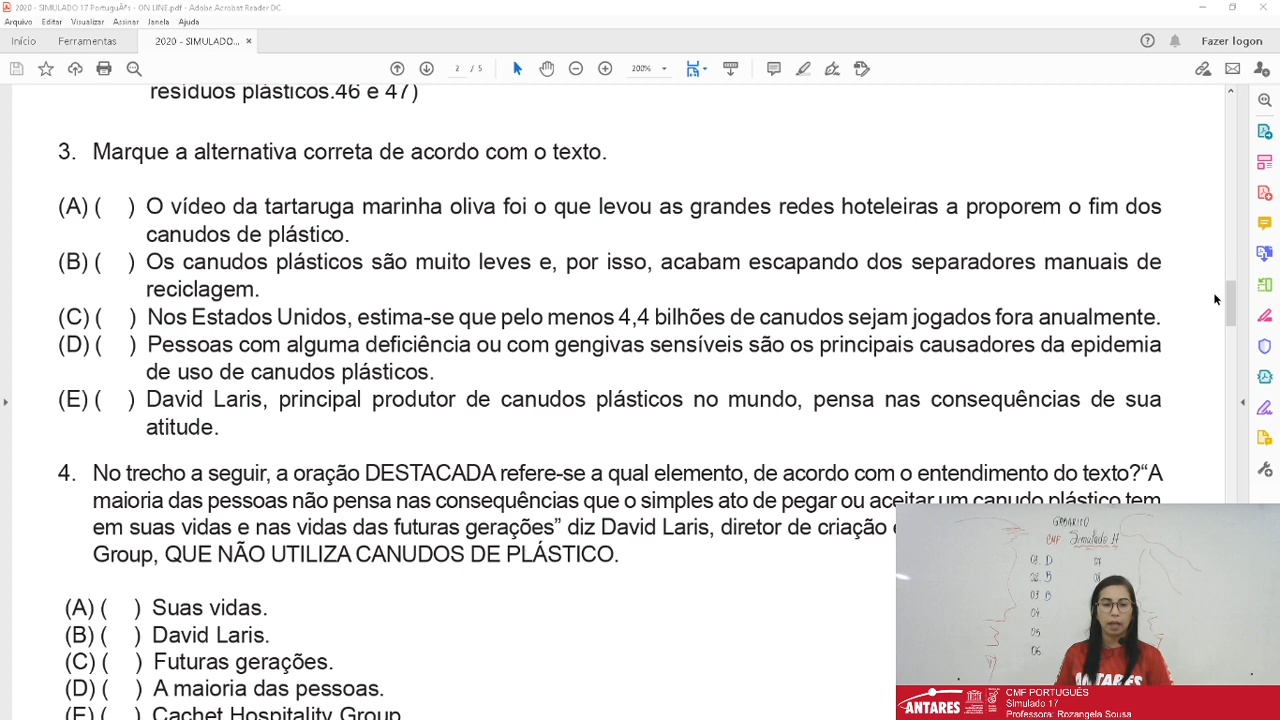 2020 - SIMULADO 17 PortuguÃªs - ON LINE.pdf - Adobe Acrobat Reader DC
Arquivo Editar Visualizar Assinar Janela Ajuda
Início Ferramentas 2020 - SIMULADO... × Fazer logon
2 / 5 200%
resíduos plásticos.46 e 47)
3. Marque a alternativa correta de acordo com o texto.
(A) ( ) O vídeo da tartaruga marinha oliva foi o que levou as grandes redes hoteleiras a proporem o fim dos
canudos de plástico.
(B) ( ) Os canudos plásticos são muito leves e, por isso, acabam escapando dos separadores manuais de
reciclagem.
(C) ( ) Nos Estados Unidos, estima-se que pelo menos 4,4 bilhões de canudos sejam jogados fora anualmente.
(D) ( ) Pessoas com alguma deficiência ou com gengivas sensíveis são os principais causadores da epidemia
de uso de canudos plásticos.
(E) ( ) David Laris, principal produtor de canudos plásticos no mundo, pensa nas consequências de sua
atitude.
4. No trecho a seguir, a oração DESTACADA refere-se a qual elemento, de acordo com o entendimento do texto?“A
maioria das pessoas não pensa nas consequências que o simples ato de pegar ou aceitar um canudo plástico tem
em suas vidas e nas vidas das futuras gerações” diz David Laris, diretor de criação
Group, QUE NÃO UTILIZA CANUDOS DE PLÁSTICO.
(A) ( ) Suas vidas.
(B) ( ) David Laris.
(C) ( ) Futuras gerações.
(D) ( ) A maioria das pessoas.
(E) ( ) Cachet Hospitality Group
GABARITO
CMF Simulado 17
01. D 07
02. B 08
03 B
04.
05.
06.
ANTARES
ANTARES
CMF PORTUGUÊS
Simulado 17
Professora: Rozangela Sousa